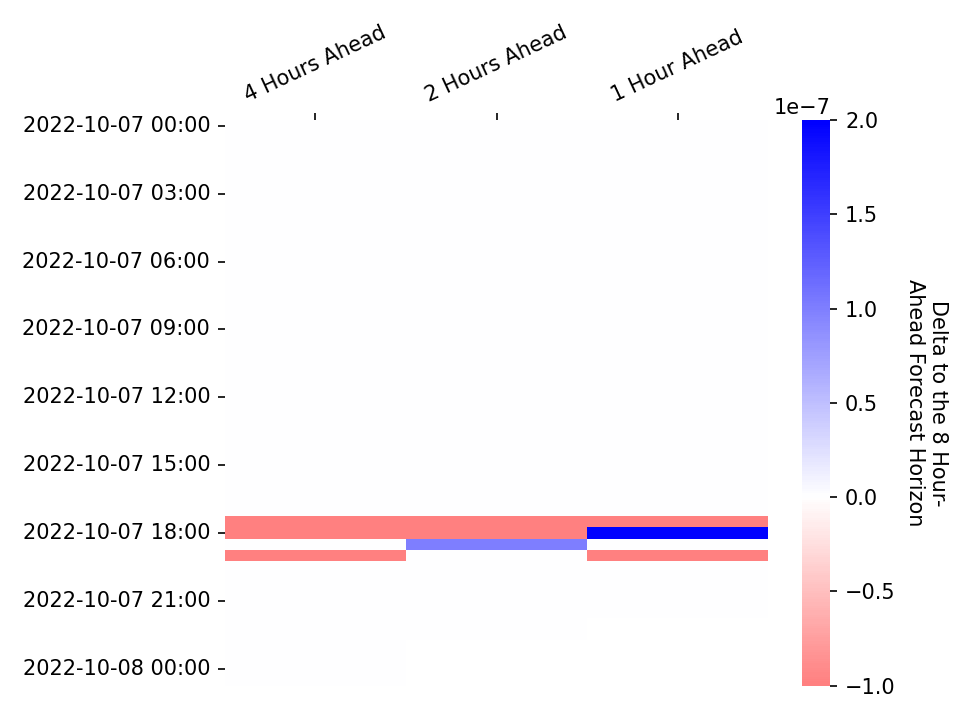 4 Hours Ahead
2 Hours Ahead
1 Hour Ahead
1e−7
2022-10-07 00:00
2022-10-07 03:00
2022-10-07 06:00
2022-10-07 09:00
2022-10-07 12:00
2022-10-07 15:00
2022-10-07 18:00
2022-10-07 21:00
2022-10-08 00:00
2.0
1.5
1.0
0.5
0.0
−0.5
−1.0
Delta to the 8 Hour-
Ahead Forecast Horizon